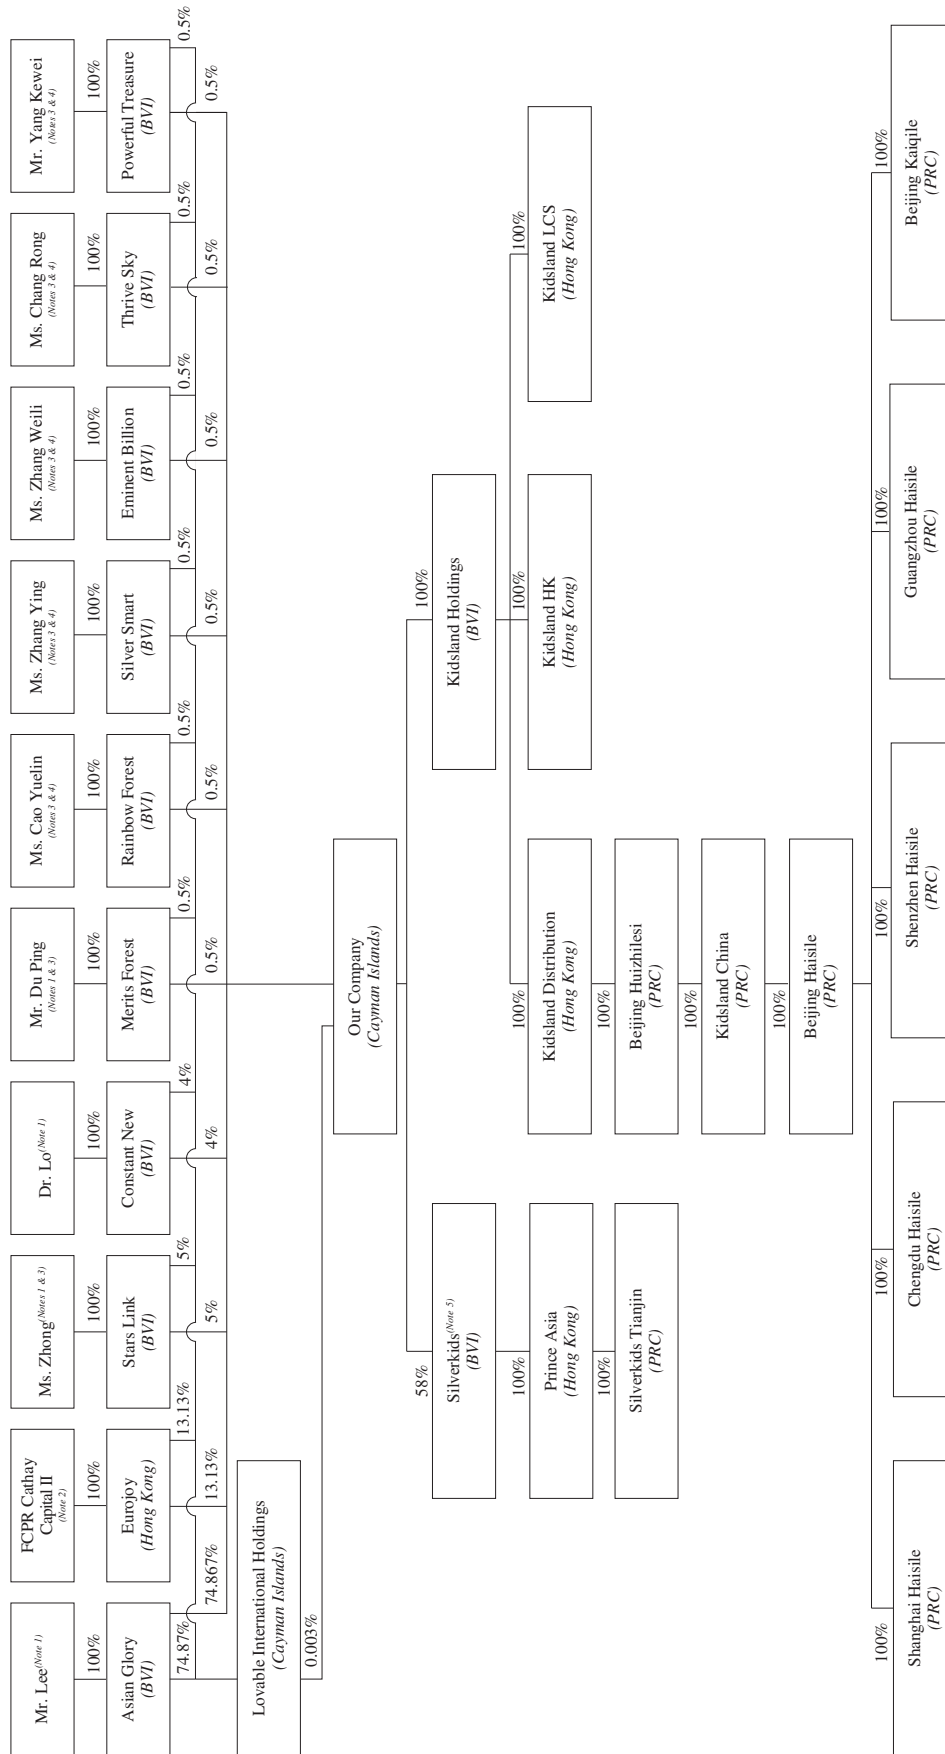 Mr. Lee(Note 1)
FCPR Cathay
Capital II
(Note 2)
Ms. Zhong(Notes 1 & 3)
Dr. Lo(Note 1)
Mr. Du Ping
(Notes 1 & 3)
Ms. Cao Yuelin
(Notes 3 & 4)
Ms. Zhang Ying
(Notes 3 & 4)
Ms. Zhang Weili
(Notes 3 & 4)
Ms. Chang Rong
(Notes 3 & 4)
Mr. Yang Kewei
(Notes 3 & 4)
100%
100%
100%
100%
100%
100%
100%
100%
100%
100%
Asian Glory
(BVI)
Eurojoy
(Hong Kong)
Stars Link
(BVI)
Constant New
(BVI)
Merits Forest
(BVI)
Rainbow Forest
(BVI)
Silver Smart
(BVI)
Eminent Billion
(BVI)
Thrive Sky
(BVI)
Powerful Treasure
(BVI)
74.87%
13.13%
5%
4%
0.5%
0.5%
0.5%
0.5%
0.5%
0.5%
74.867%
13.13%
5%
4%
0.5%
0.5%
0.5%
0.5%
0.5%
0.5%
Lovable International Holdings
(Cayman Islands)
0.003%
Our Company
(Cayman Islands)
58%
100%
Silverkids(Note 5)
(BVI)
Kidsland Holdings
(BVI)
100%
100%
100%
100%
Prince Asia
(Hong Kong)
Kidsland Distribution
(Hong Kong)
Kidsland HK
(Hong Kong)
Kidsland LCS
(Hong Kong)
100%
100%
Silverkids Tianjin
(PRC)
Beijing Huizhilesi
(PRC)
100%
Kidsland China
(PRC)
100%
Beijing Haisile
(PRC)
100%
100%
100%
100%
100%
Shanghai Haisile
(PRC)
Chengdu Haisile
(PRC)
Shenzhen Haisile
(PRC)
Guangzhou Haisile
(PRC)
Beijing Kaiqile
(PRC)